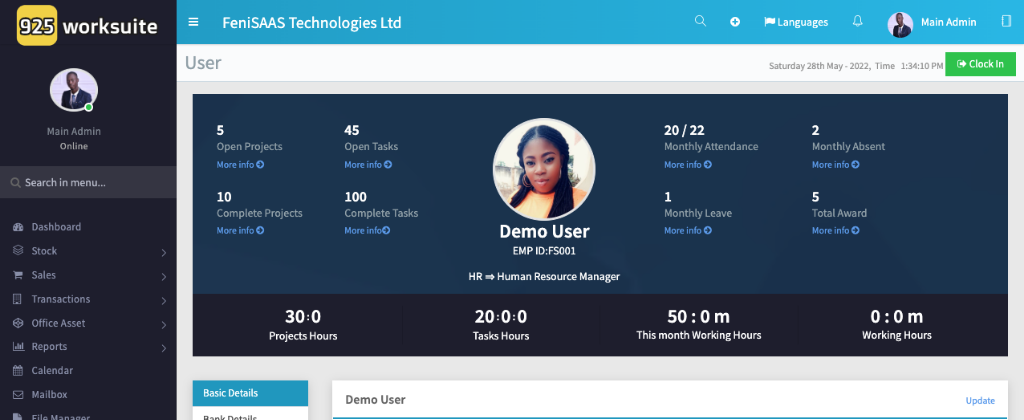 925 worksuite
FeniSAAS Technologies Ltd
Languages
Main Admin
Main Admin
Online
Search in menu...
Dashboard
Stock
Sales
Transactions
Office Asset
Reports
Calendar
Mailbox
File Manager
User
Saturday 28th May - 2022, Time 1:34:10 PM
Clock In
5
Open Projects
More info
45
Open Tasks
More info
10
Complete Projects
More info
100
Complete Tasks
More info
Demo User
EMP ID:FS001
HR ⇒ Human Resource Manager
20 / 22
Monthly Attendance
More info
2
Monthly Absent
More info
1
Monthly Leave
More info
5
Total Award
More info
30:0
Projects Hours
20:0:0
Tasks Hours
50 : 0 m
This month Working Hours
0 : 0 m
Working Hours
Basic Details
Bank Details
Demo User
Update